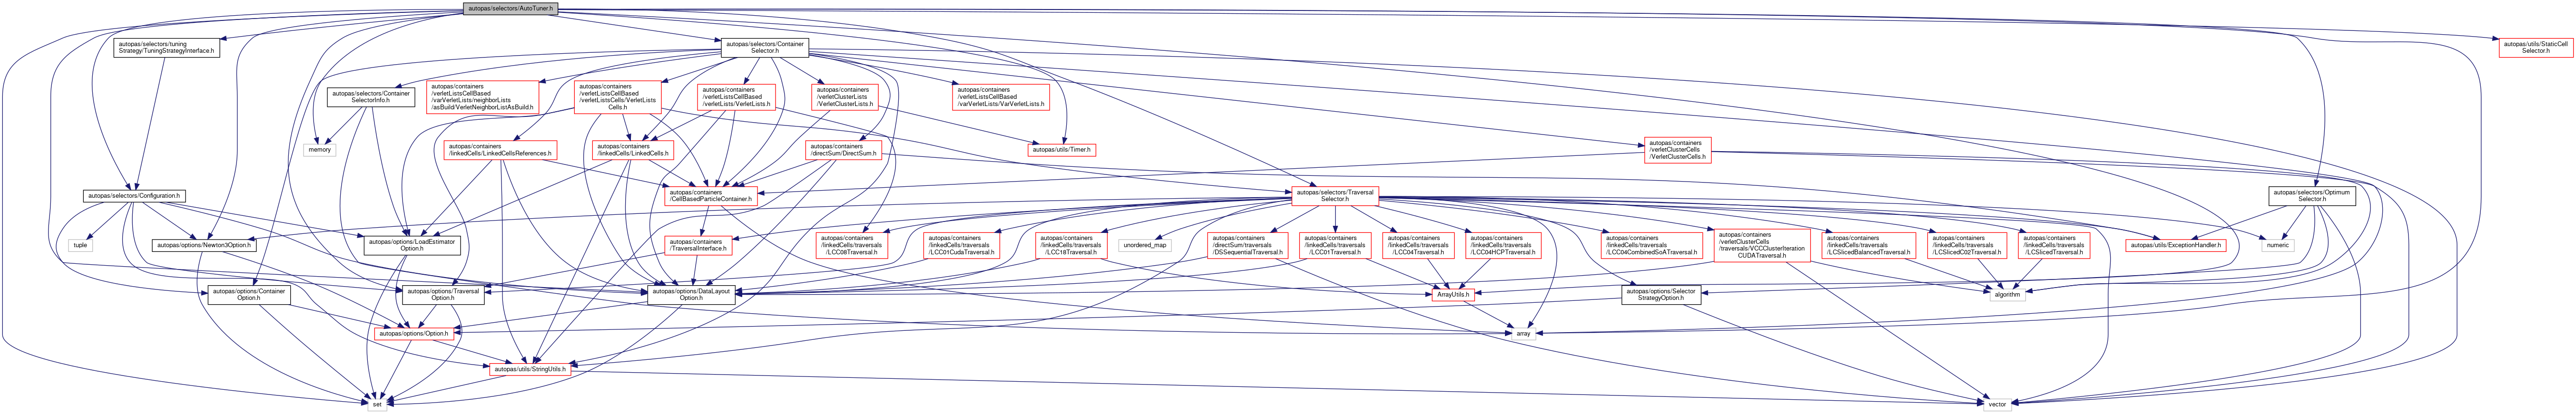 autopas/selectors/AutoTuner.h
autopas/selectors/tuning
Strategy/TuningStrategyInterface.h
autopas/selectors/Container
Selector.h
autopas/utils/StaticCell
Selector.h
autopas/selectors/Container
SelectorInfo.h
autopas/containers
/verletListsCellBased
/varVerletLists/neighborLists
/asBuild/VerletNeighborListAsBuild.h
autopas/containers
/verletListsCellBased
/verletListsCells/VerletLists
Cells.h
autopas/containers
/verletListsCellBased
/verletLists/VerletLists.h
autopas/containers
/verletClusterLists
/VerletClusterLists.h
autopas/containers
/verletListsCellBased
/varVerletLists/VarVerletLists.h
memory
autopas/containers
/linkedCells/LinkedCellsReferences.h
autopas/containers
/linkedCells/LinkedCells.h
autopas/containers
/directSum/DirectSum.h
autopas/utils/Timer.h
autopas/containers
/verletClusterCells
/VerletClusterCells.h
autopas/selectors/Configuration.h
autopas/containers
/CellBasedParticleContainer.h
autopas/selectors/Traversal
Selector.h
autopas/selectors/Optimum
Selector.h
tuple
autopas/options/Newton3Option.h
autopas/options/LoadEstimator
Option.h
autopas/containers
/TraversalInterface.h
autopas/containers
/linkedCells/traversals
/LCC08Traversal.h
autopas/containers
/linkedCells/traversals
/LCC01CudaTraversal.h
autopas/containers
/linkedCells/traversals
/LCC18Traversal.h
unordered_map
autopas/containers
/directSum/traversals
/DSSequentialTraversal.h
autopas/containers
/linkedCells/traversals
/LCC01Traversal.h
autopas/containers
/linkedCells/traversals
/LCC04Traversal.h
autopas/containers
/linkedCells/traversals
/LCC04HCPTraversal.h
autopas/containers
/linkedCells/traversals
/LCC04CombinedSoATraversal.h
autopas/containers
/verletClusterCells
/traversals/VCCClusterIteration
CUDATraversal.h
autopas/containers
/linkedCells/traversals
/LCSlicedBalancedTraversal.h
autopas/containers
/linkedCells/traversals
/LCSlicedC02Traversal.h
autopas/containers
/linkedCells/traversals
/LCSlicedTraversal.h
autopas/utils/ExceptionHandler.h
numeric
autopas/options/Container
Option.h
autopas/options/Traversal
Option.h
autopas/options/DataLayout
Option.h
ArrayUtils.h
autopas/options/Selector
StrategyOption.h
algorithm
autopas/options/Option.h
array
autopas/utils/StringUtils.h
set
vector